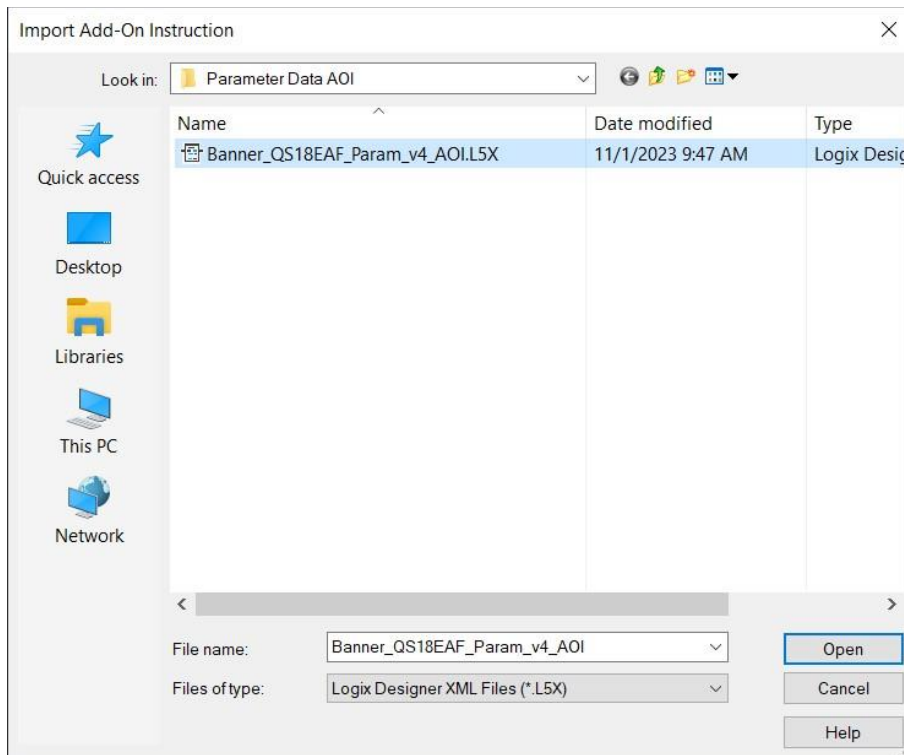 Import Add-On Instruction
Look in: Parameter Data AOI
Name Date modified Type
Banner_QS18EAF_Param_v4_AOI.L5X 11/1/2023 9:47 AM Logix Desig
Quick access
Desktop
Libraries
This PC
Network
File name: Banner_QS18EAF_Param_v4_AOI Open
Files of type: Logix Designer XML Files (*.L5X) Cancel
Help